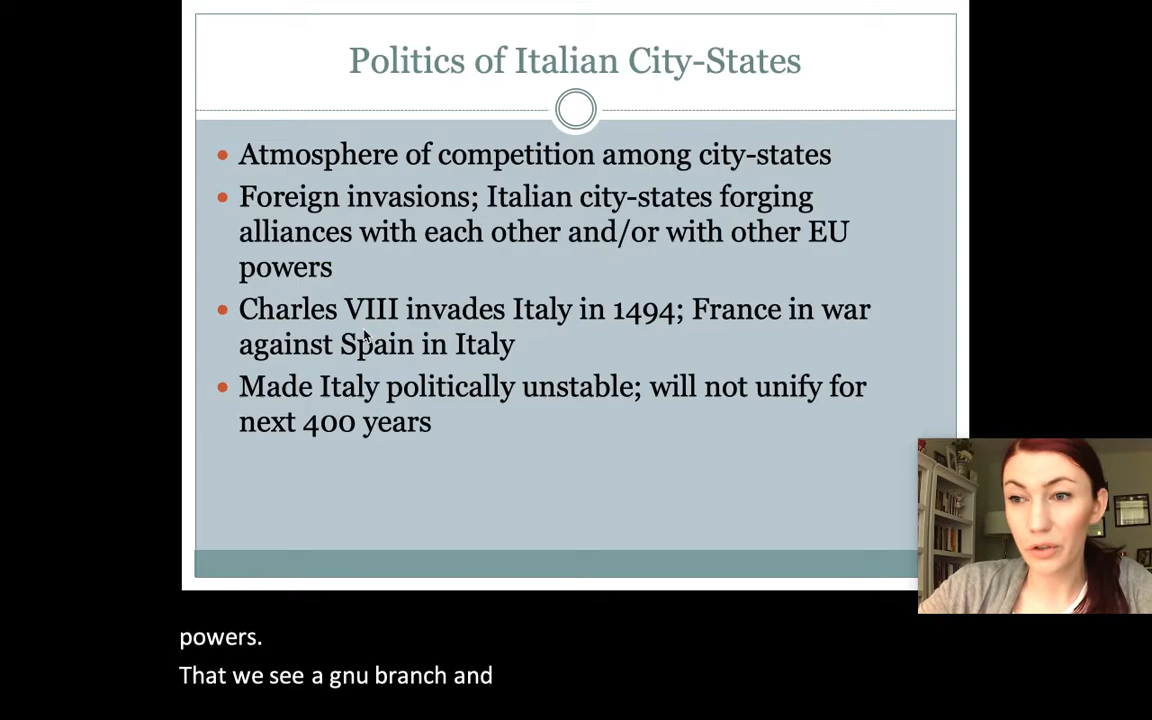 Politics of Italian City-States
Atmosphere of competition among city-states
Foreign invasions; Italian city-states forging
alliances with each other and/or with other EU
powers
Charles VIII invades Italy in 1494; France in war
against Spain in Italy
Made Italy politically unstable; will not unify for
next 400 years
powers.
That we see a gnu branch and